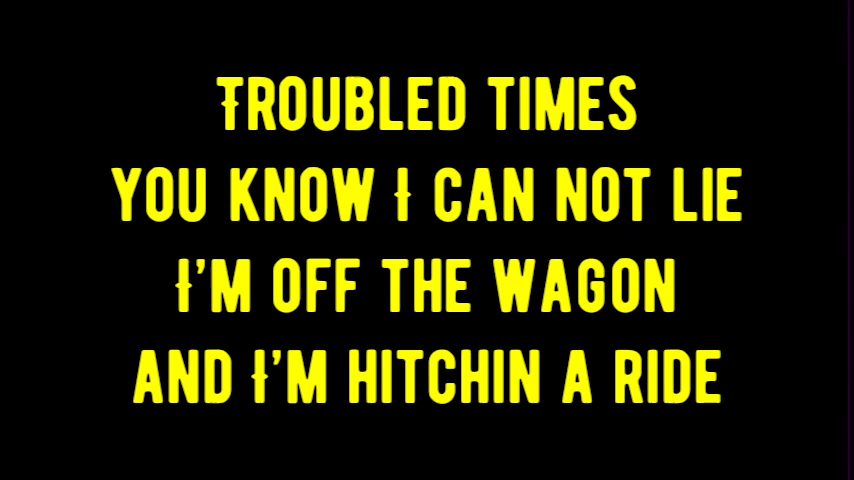 Troubled times
you know I can not lie
I'm off the wagon
and I'm hitchin a ride